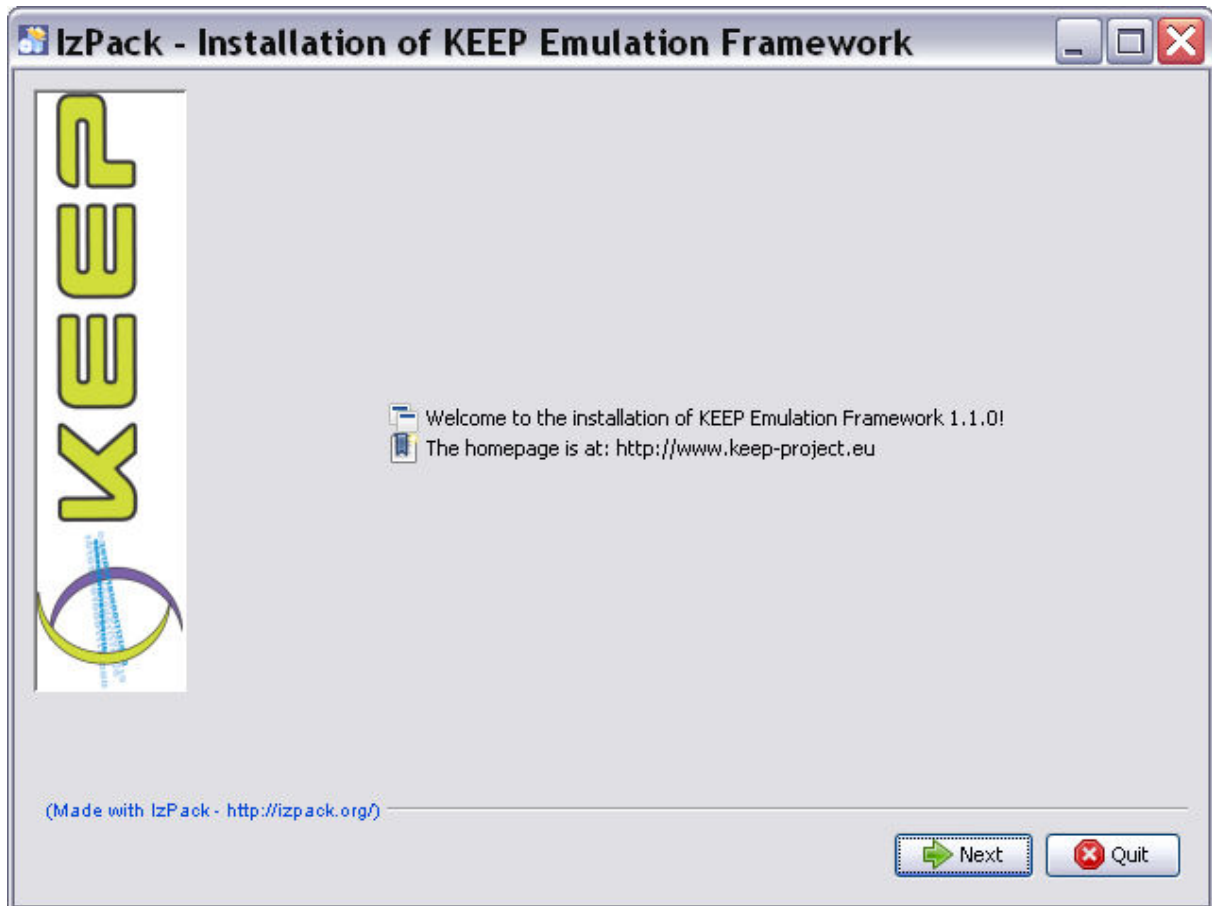 IzPack - Installation of KEEP Emulation Framework
KEEP
Welcome to the installation of KEEP Emulation Framework 1.1.0!
The homepage is at: http://www.keep-project.eu
(Made with IzPack - http://izpack.org/)
Next
Quit